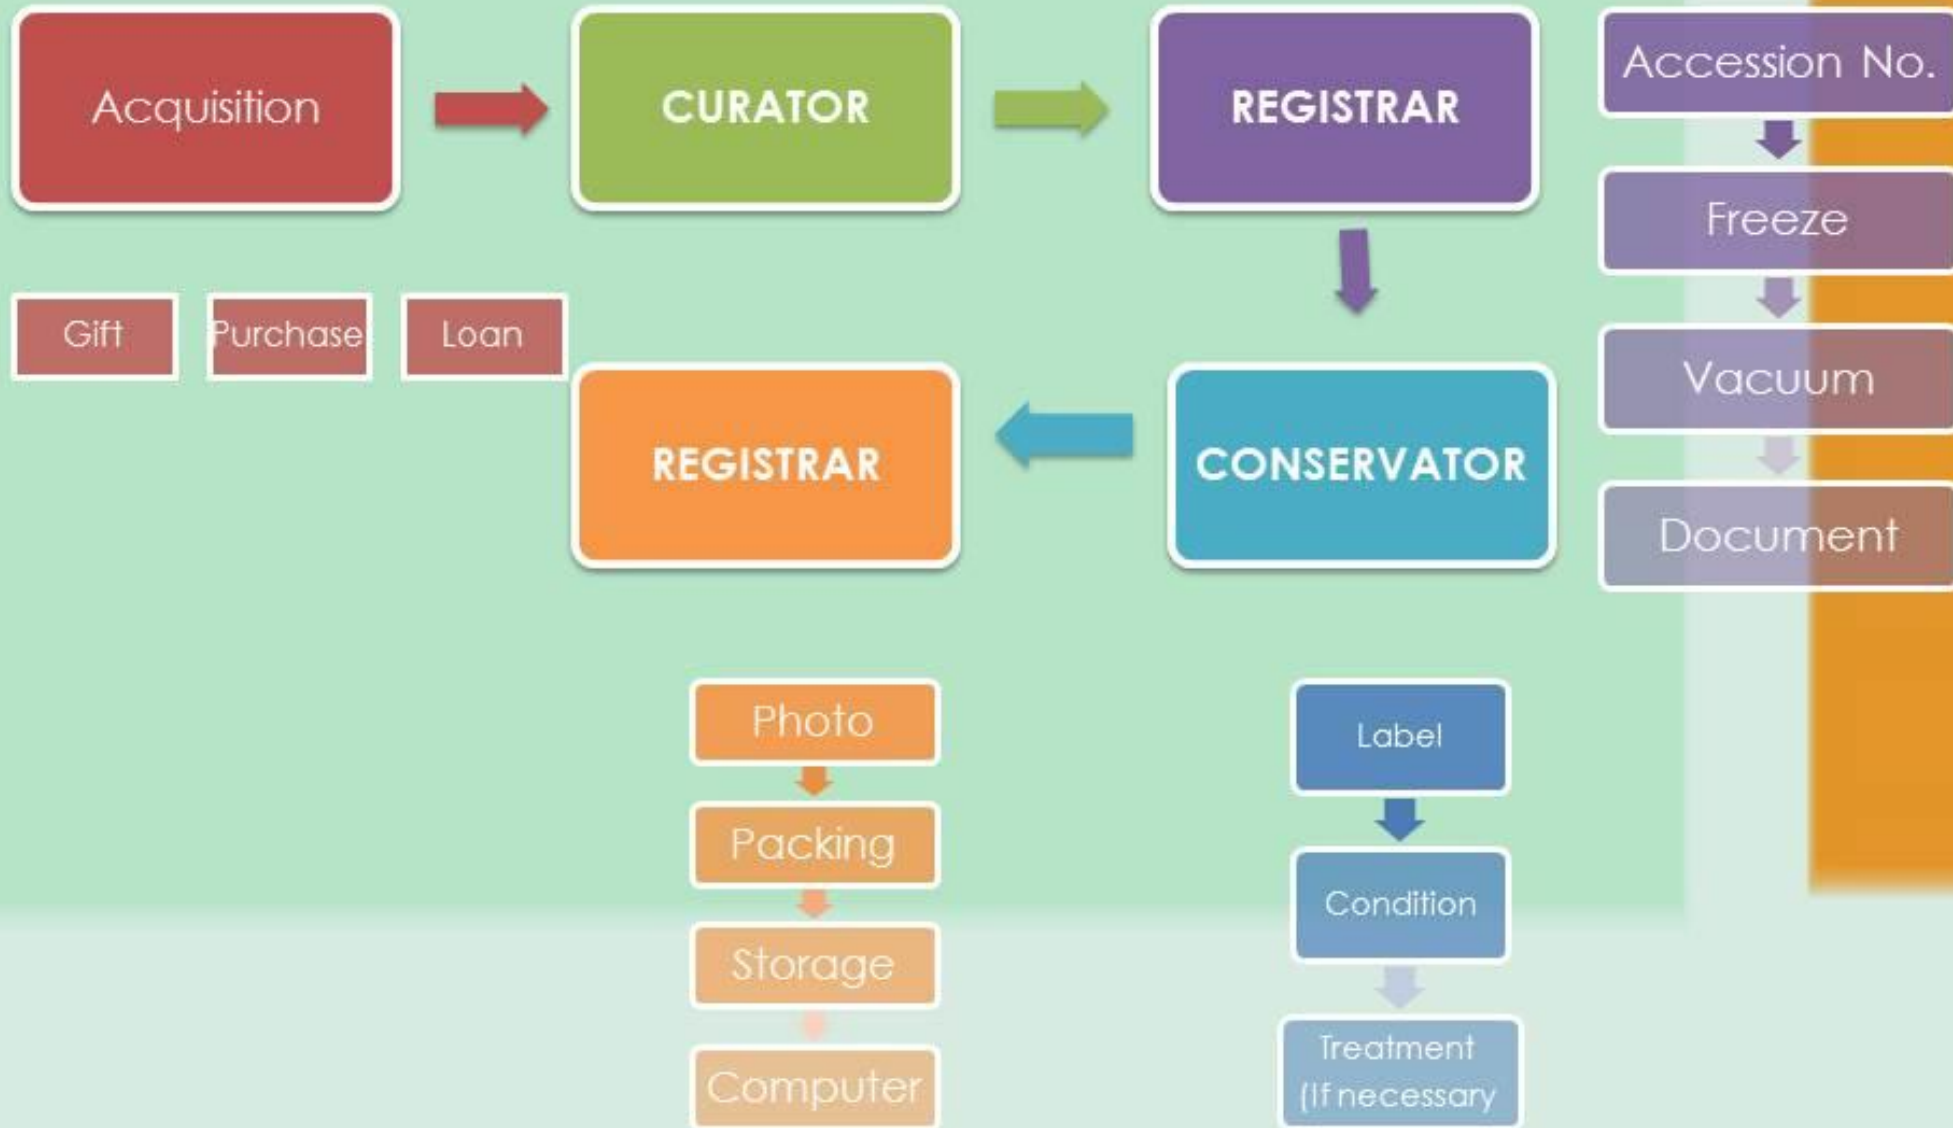 Acquisition
CURATOR
REGISTRAR
Accession No.
Freeze
Vacuum
Document
Gift
Purchase
Loan
REGISTRAR
CONSERVATOR
Photo
Packing
Storage
Computer
Label
Condition
Treatment
(If necessary